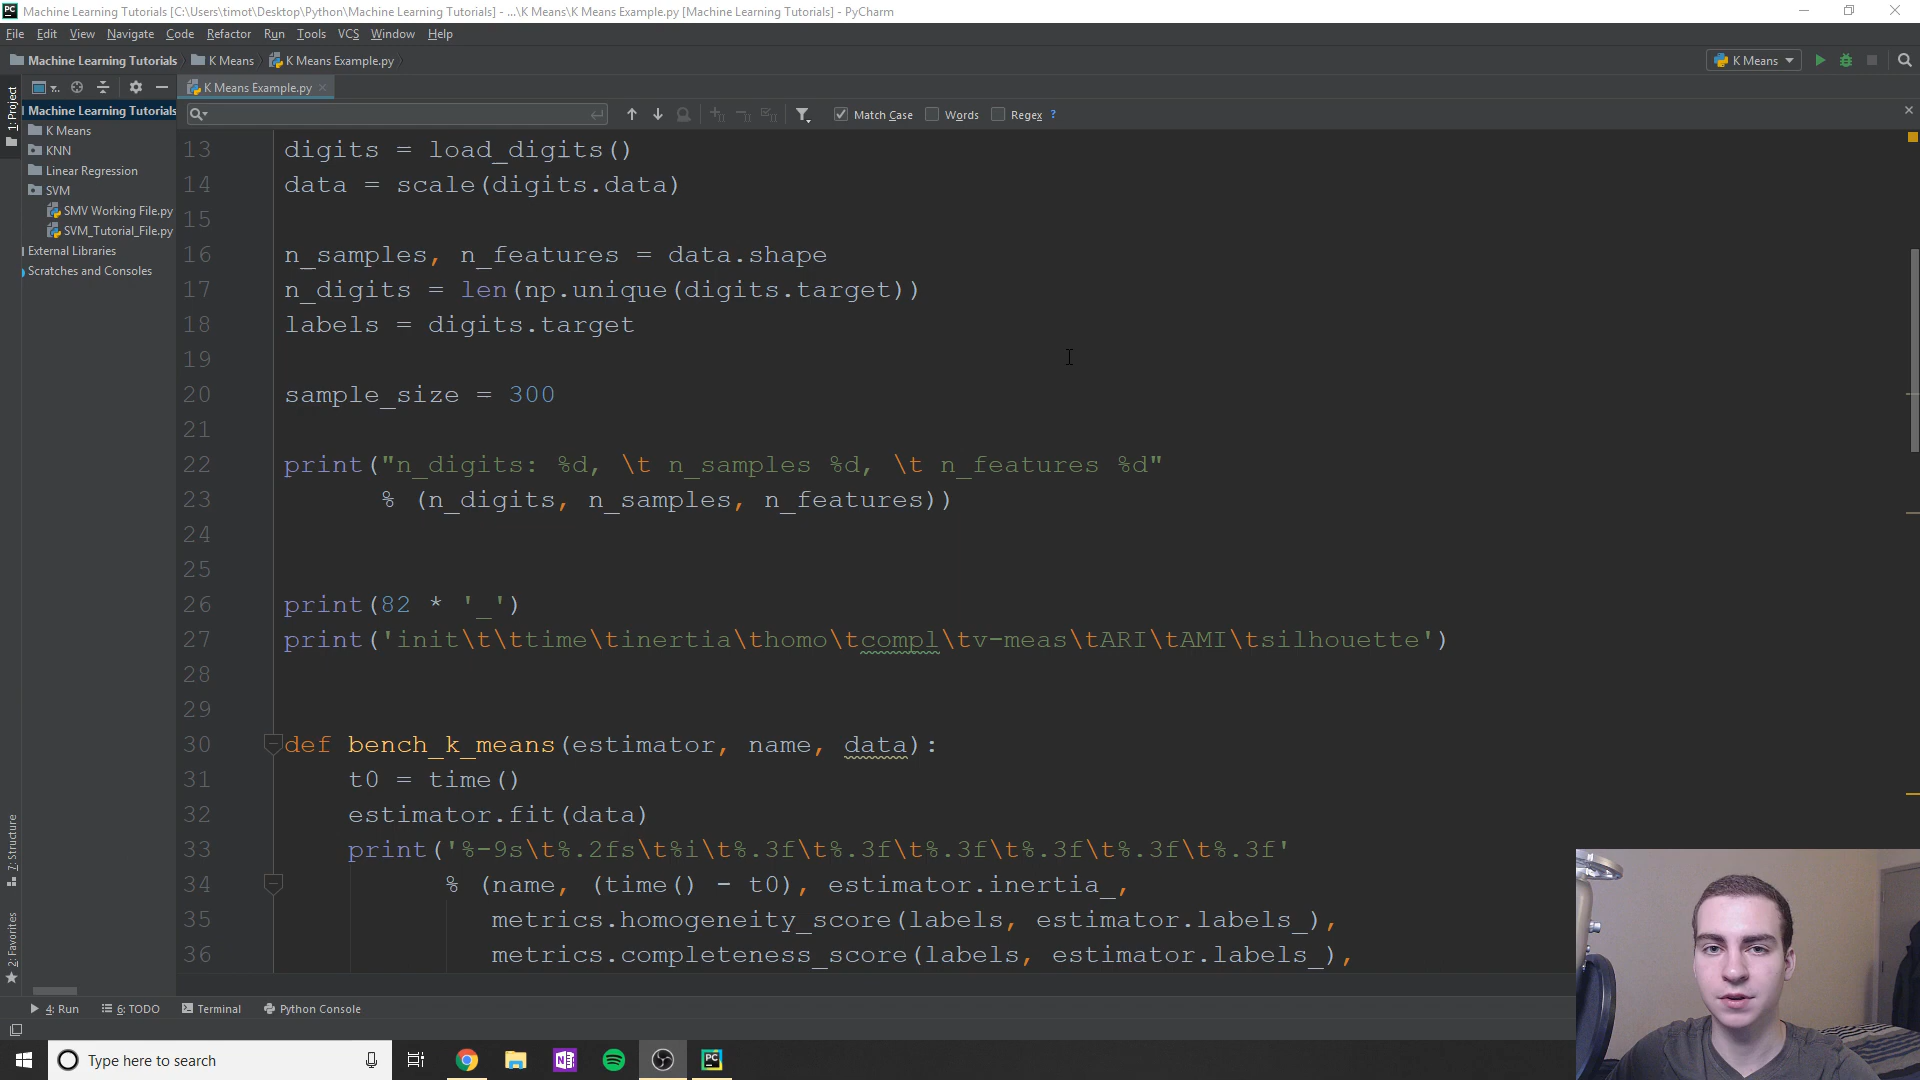 Machine Learning Tutorials [C:\Users\timot\Desktop\Python\Machine Learning Tutorials] - ...\K Means\K Means Example.py [Machine Learning Tutorials] - PyCharm
File Edit View Navigate Code Refactor Run Tools VCS Window Help
Machine Learning Tutorials K Means K Means Example.py
K Means
K Means Example.py
Match Case Words Regex ?
1: Project
Machine Learning Tutorials
K Means
KNN
Linear Regression
SVM
SMV Working File.py
SVM_Tutorial_File.py
External Libraries
Scratches and Consoles
13 digits = load_digits()
14 data = scale(digits.data)
15
16 n_samples, n_features = data.shape
17 n_digits = len(np.unique(digits.target))
18 labels = digits.target
19
20 sample_size = 300
21
22 print("n_digits: %d, \t n_samples %d, \t n_features %d"
23 % (n_digits, n_samples, n_features))
24
25
26 print(82 * '_')
27 print('init\t\ttime\tinertia\thomo\tcompl\tv-meas\tARI\tAMI\tsilhouette')
28
29
30 def bench_k_means(estimator, name, data):
31 t0 = time()
32 estimator.fit(data)
33 print('%-9s\t%.2fs\t%i\t%.3f\t%.3f\t%.3f\t%.3f\t%.3f\t%.3f'
34 % (name, (time() - t0), estimator.inertia_,
35 metrics.homogeneity_score(labels, estimator.labels_),
36 metrics.completeness_score(labels, estimator.labels_),
7: Structure
2: Favorites
4: Run 6: TODO Terminal Python Console
Type here to search